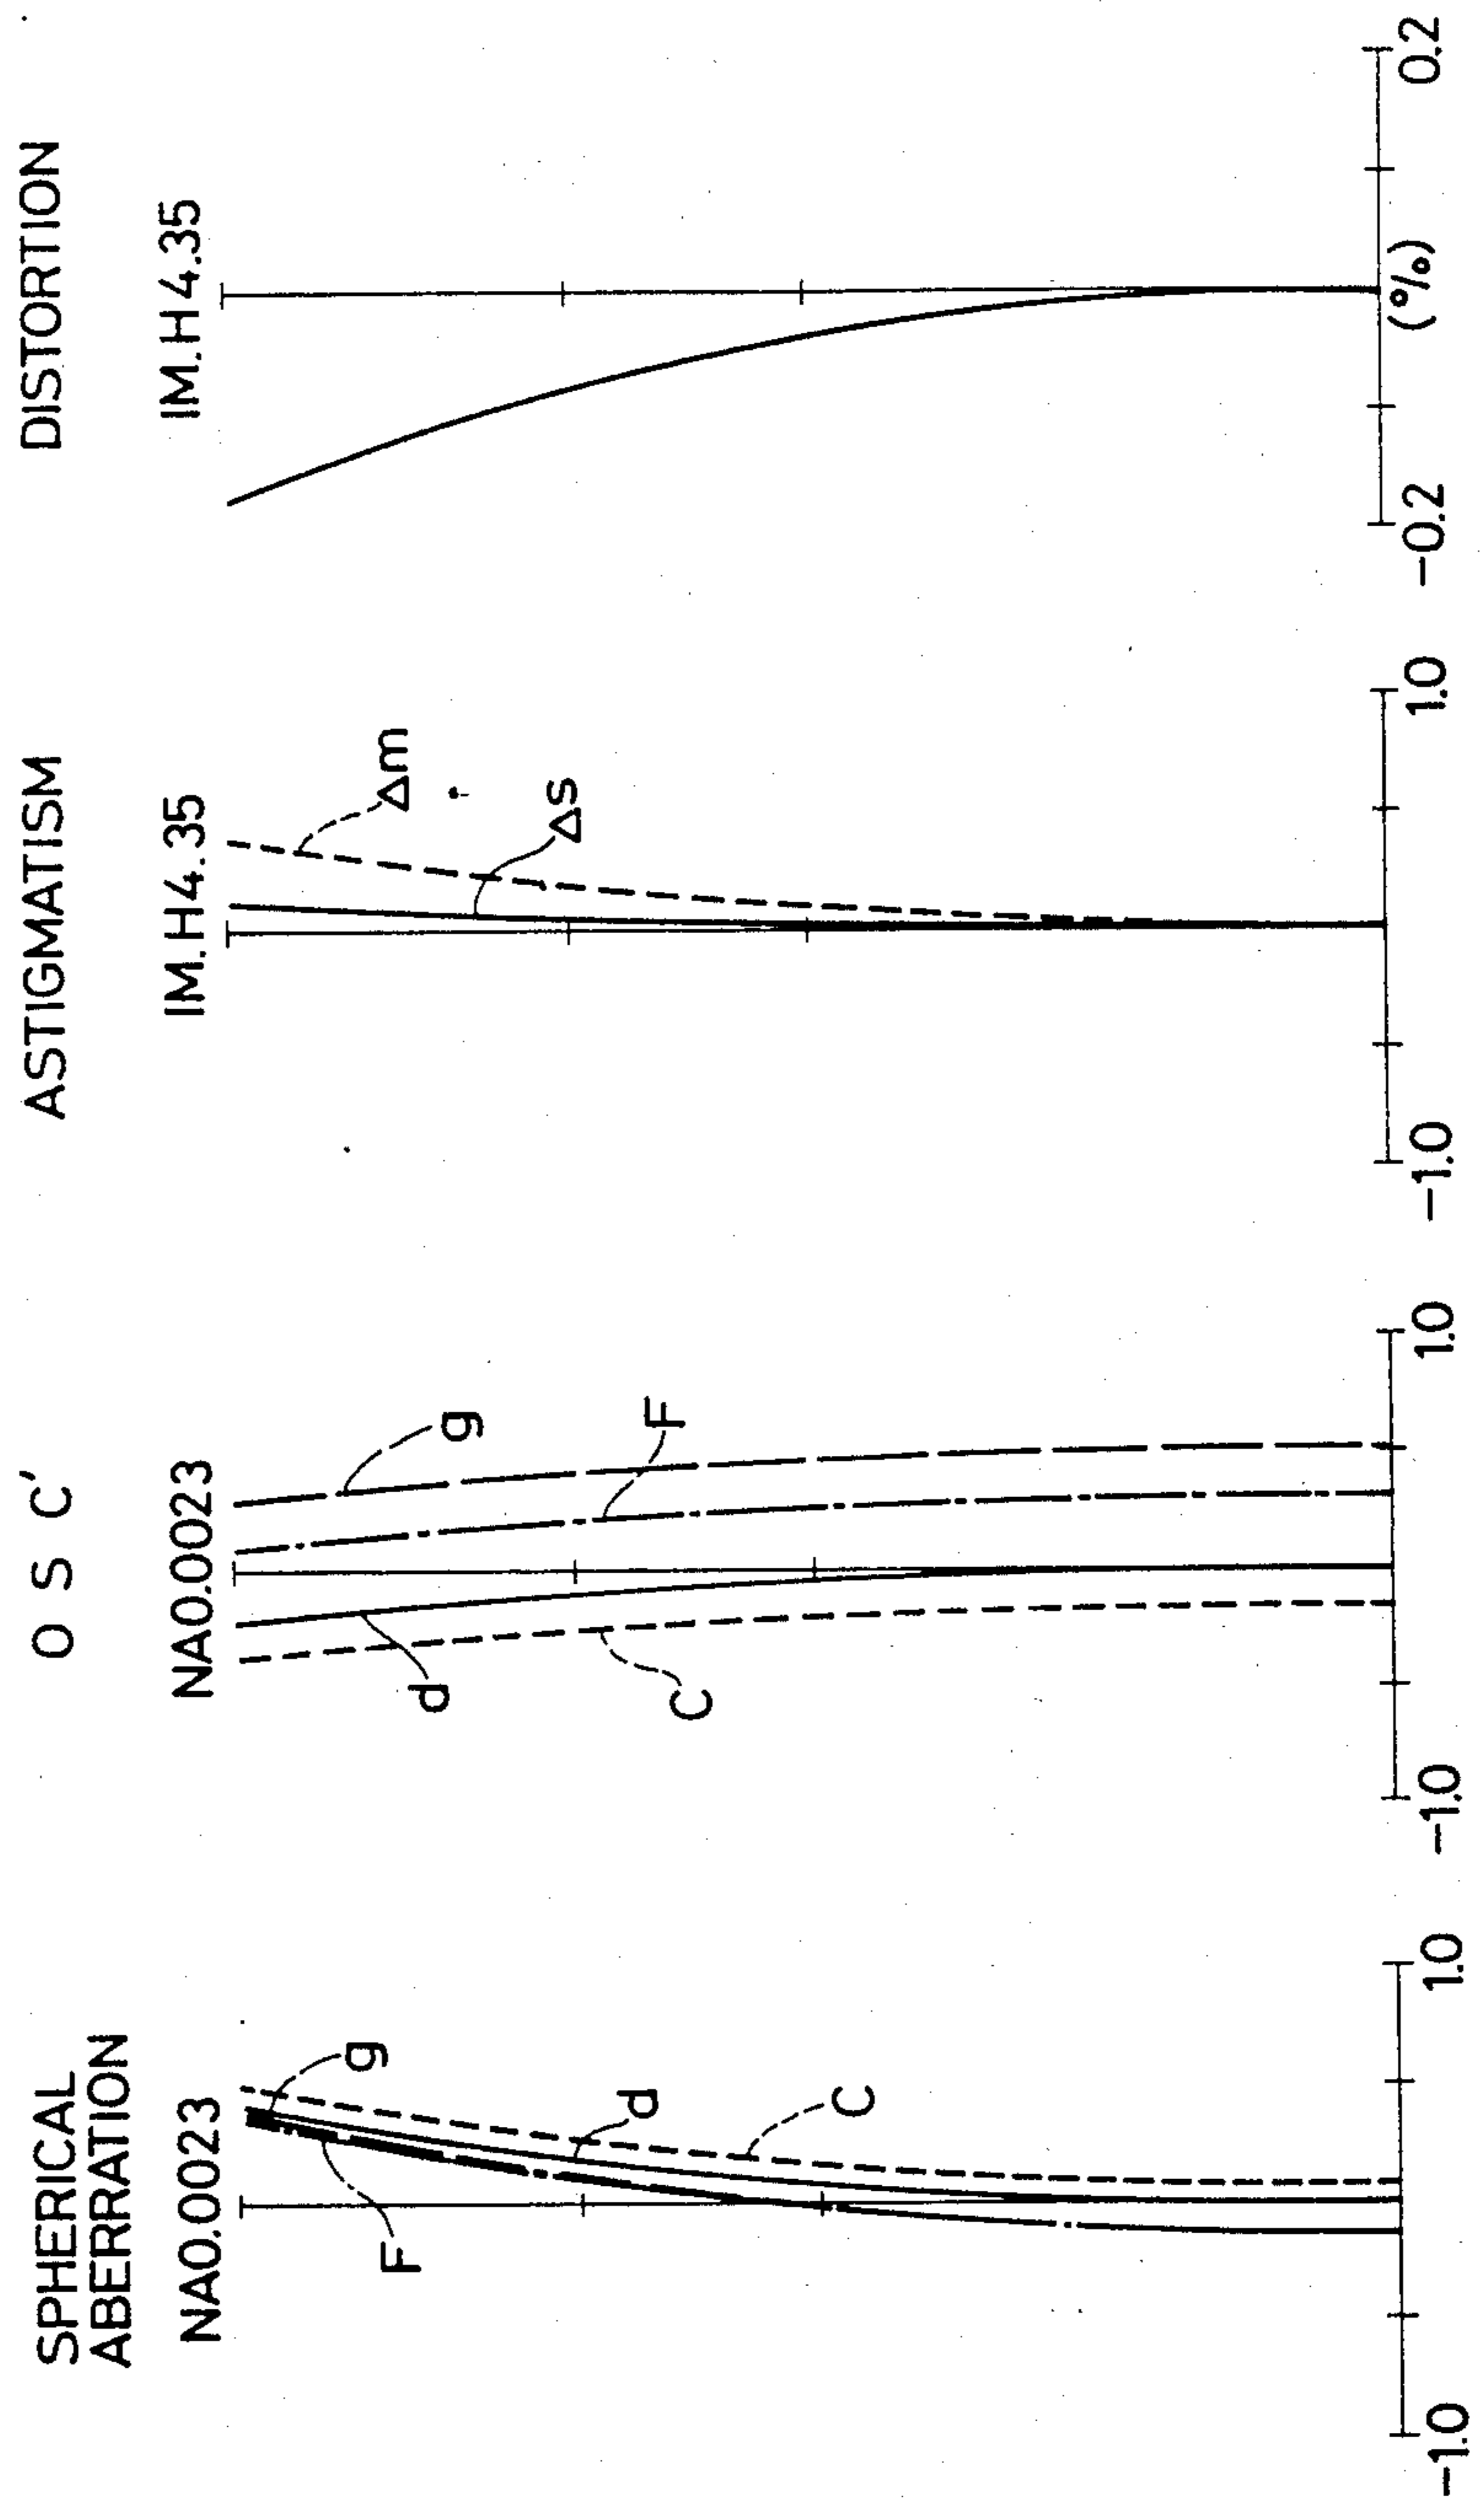 SPHERICAL
ABERRATION
NA0.0023
g
F
d
C
-1.0
1.0
O S C'
NA0.0023
g
F
d
C
-1.0
1.0
ASTIGMATISM
IM.H4.35
Δm
Δs
-1.0
1.0
DISTORTION
IM.H4.35
-0.2
(%)
0.2